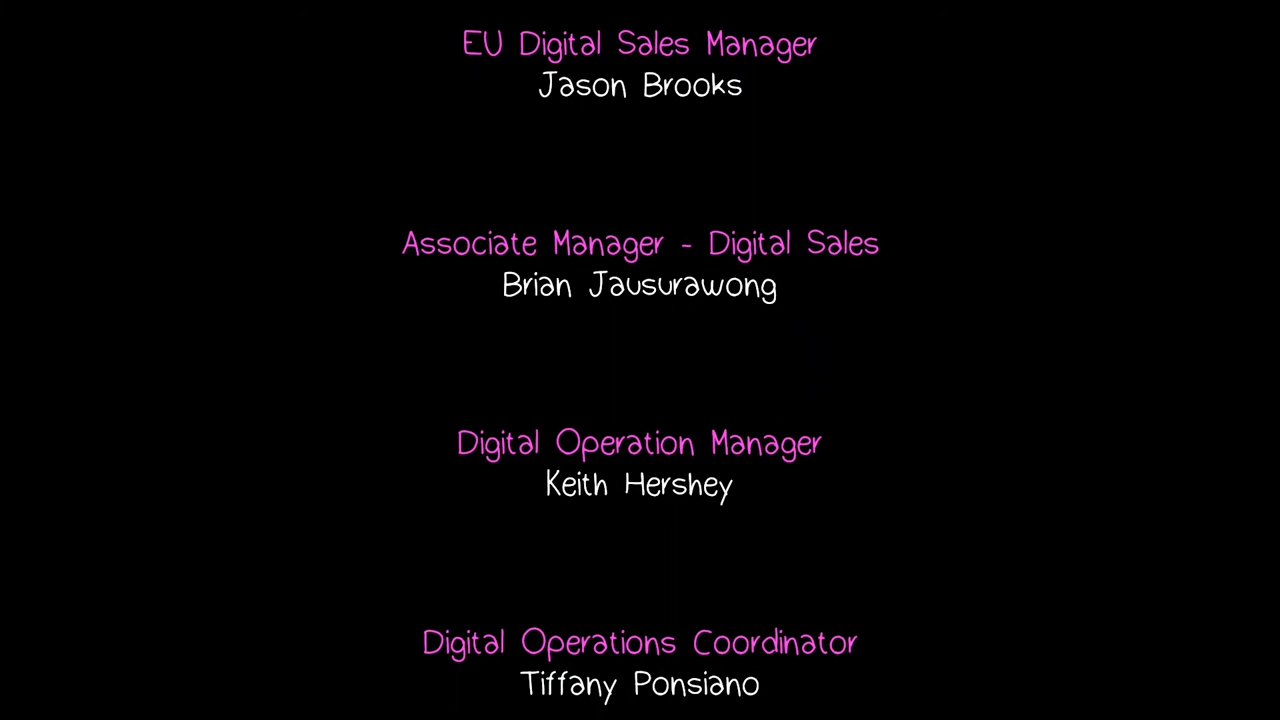 EU Digital Sales Manager
Jason Brooks
Associate Manager - Digital Sales
Brian Jausurawong
Digital Operation Manager
Keith Hershey
Digital Operations Coordinator
Tiffany Ponsiano